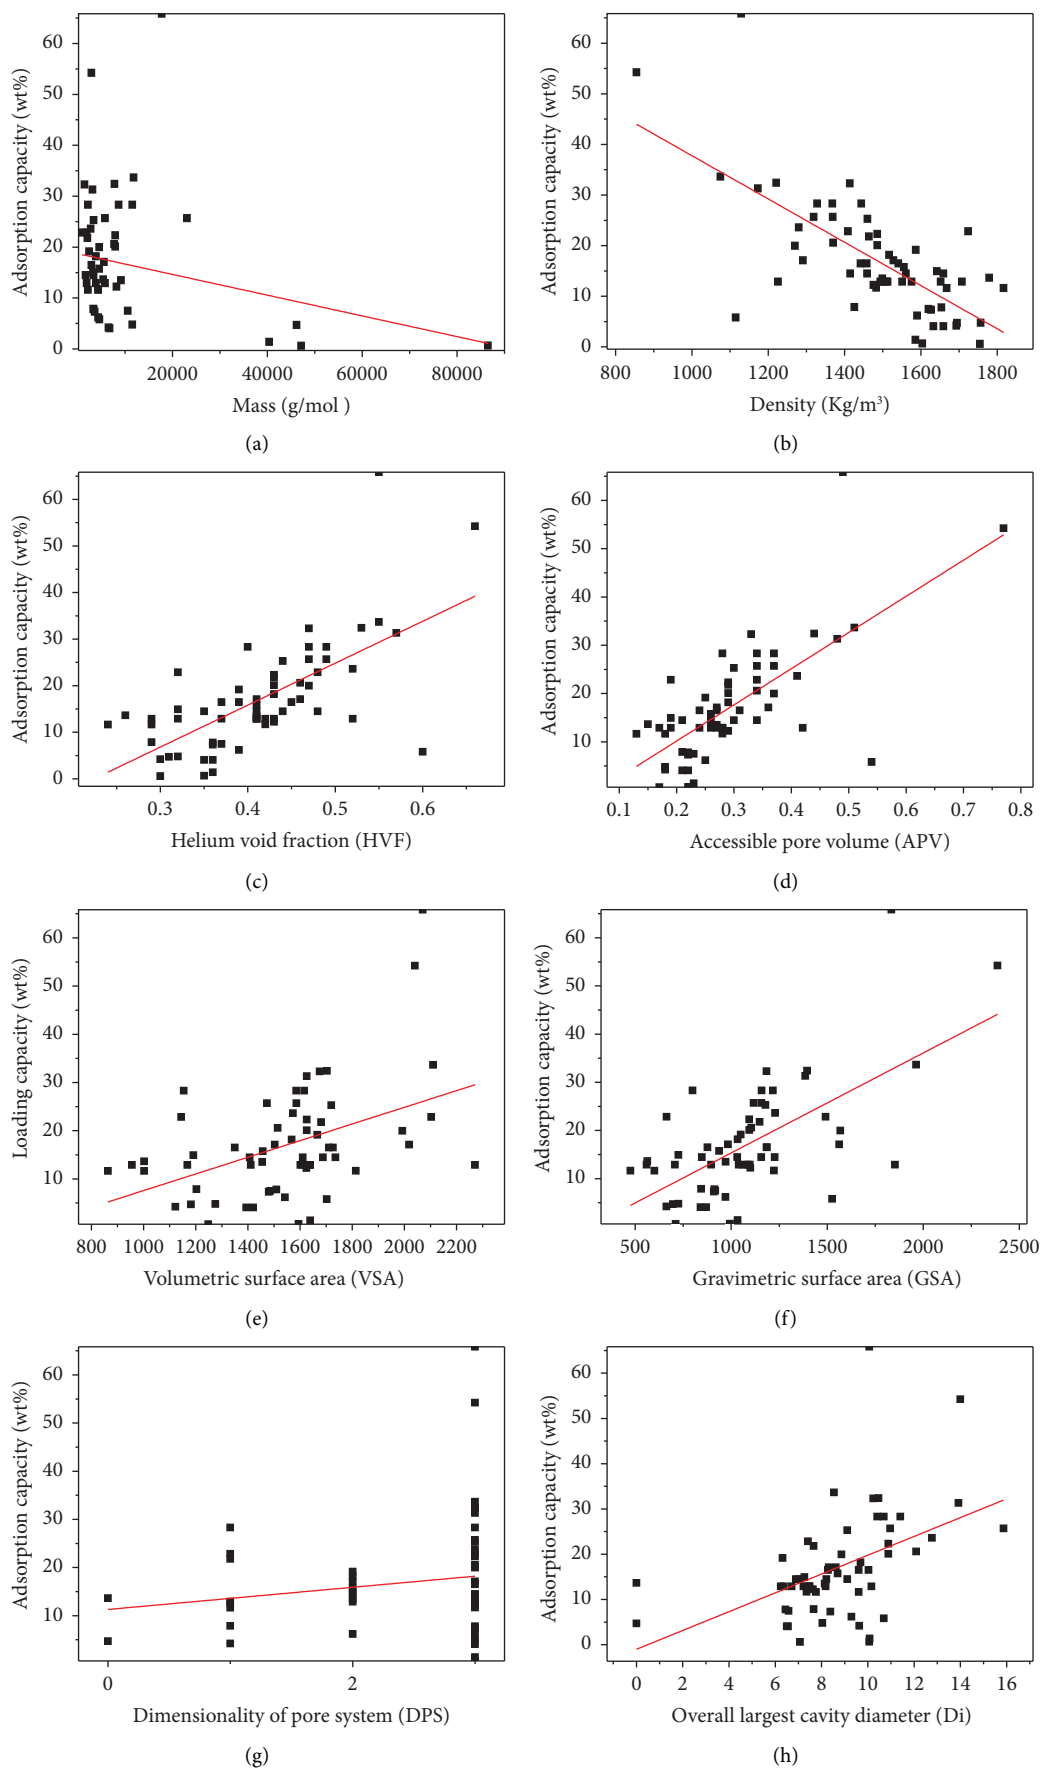 Adsorption capacity (wt%)
60
50
40
30
20
10
0
20000 40000 60000 80000
Mass (g/mol )
(a)
Adsorption capacity (wt%)
60
50
40
30
20
10
0
800 1000 1200 1400 1600 1800
Density (Kg/m³)
(b)
Adsorption capacity (wt%)
60
50
40
30
20
10
0
0.3 0.4 0.5 0.6
Helium void fraction (HVF)
(c)
Adsorption capacity (wt%)
60
50
40
30
20
10
0.1 0.2 0.3 0.4 0.5 0.6 0.7 0.8
Accessible pore volume (APV)
(d)
Loading capacity (wt%)
60
50
40
30
20
10
800 1000 1200 1400 1600 1800 2000 2200
Volumetric surface area (VSA)
(e)
Adsorption capacity (wt%)
60
50
40
30
20
10
500 1000 1500 2000 2500
Gravimetric surface area (GSA)
(f)
Adsorption capacity (wt%)
60
50
40
30
20
10
0 2
Dimensionality of pore system (DPS)
(g)
Adsorption capacity (wt%)
60
50
40
30
20
10
0
0 2 4 6 8 10 12 14 16
Overall largest cavity diameter (Di)
(h)